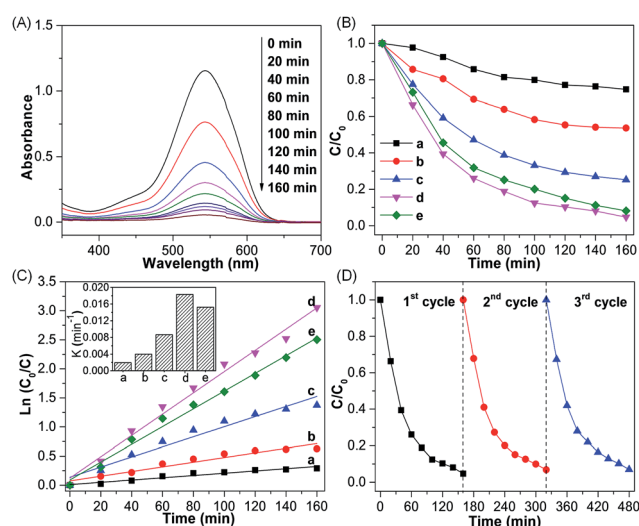 (A)
1.5
1.0
0.5
0.0
Absorbance
0 min
20 min
40 min
60 min
80 min
100 min
120 min
140 min
160 min
400 500 600 700
Wavelength (nm)
(B)
1.0
0.8
0.6
0.4
0.2
0.0
C/C0
a
b
c
d
e
0 20 40 60 80 100 120 140 160
Time (min)
(C)
3.5
3.0
2.5
2.0
1.5
1.0
0.5
0.0
Ln (C0/C)
0.020
0.016
0.012
0.008
0.004
0.000
K (min-1)
a b c d e
d
e
c
b
a
0 20 40 60 80 100 120 140 160
Time (min)
(D)
1.0
0.8
0.6
0.4
0.2
0.0
C/C0
1st cycle 2nd cycle 3rd cycle
0 60 120 180 240 300 360 420 480
Time (min)